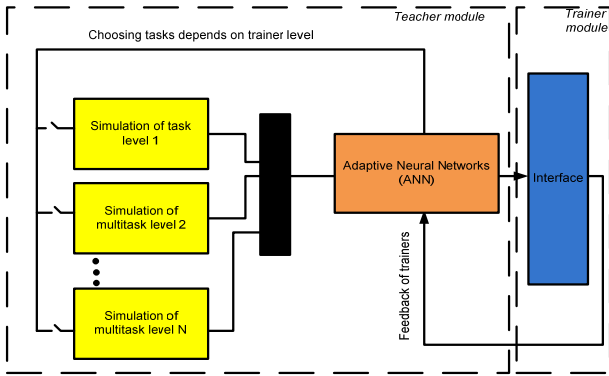 Teacher module
Trainer
module
Choosing tasks depends on trainer level
Simulation of task
level 1
Simulation of
multitask level 2
Simulation of
multitask level N
Adaptive Neural Networks
(ANN)
Interface
Feedback of trainers